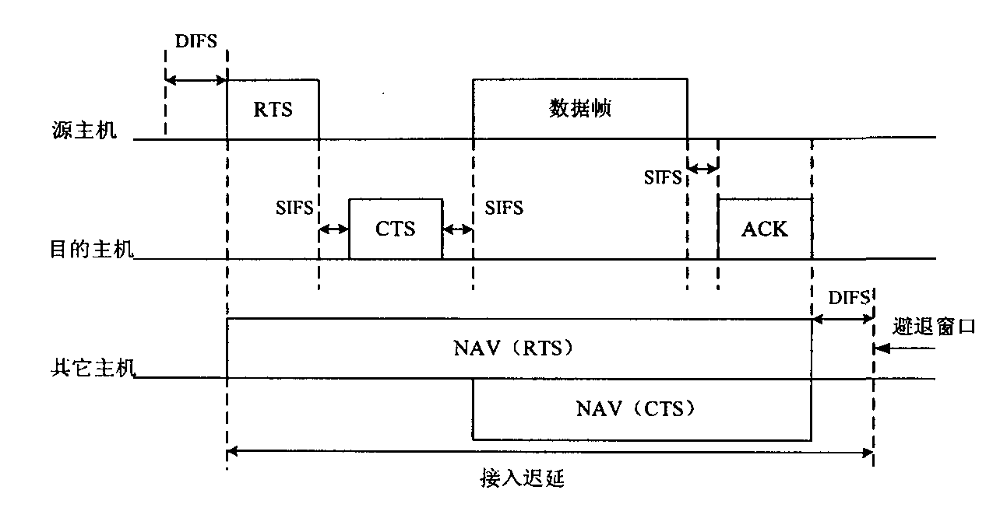 DIFS
RTS
数据帧
源主机
SIFS
SIFS
SIFS
CTS
ACK
目的主机
DIFS
避退窗口
NAV（RTS）
其它主机
NAV（CTS）
接入迟延